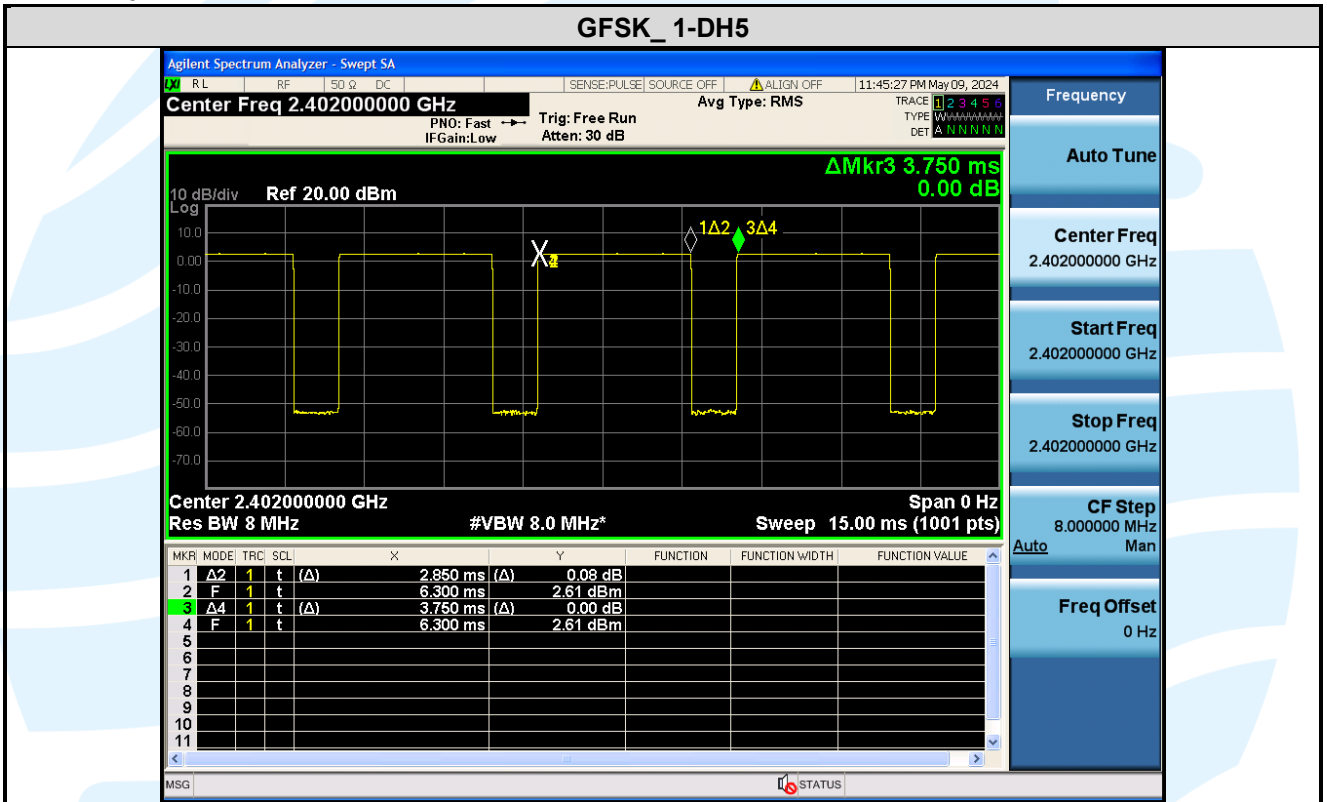 GFSK_ 1-DH5
Agilent Spectrum Analyzer - Swept SA
LXI RL RF 50 Ω DC SENSE:PULSE SOURCE OFF ALIGN OFF 11:45:27 PM May 09, 2024
Center Freq 2.402000000 GHz
PNO: Fast
IFGain:Low
Trig: Free Run
Atten: 30 dB
Avg Type: RMS
TRACE 1 2 3 4 5 6
TYPE
DET A N N N N N
ΔMkr3 3.750 ms
0.00 dB
10 dB/div Ref 20.00 dBm
Log
10.0
0.00
-10.0
-20.0
-30.0
-40.0
-50.0
-60.0
-70.0
1Δ2 3Δ4
X
Center 2.402000000 GHz Span 0 Hz
Res BW 8 MHz #VBW 8.0 MHz* Sweep 15.00 ms (1001 pts)
MKR MODE TRC SCL X Y FUNCTION FUNCTION WIDTH FUNCTION VALUE
1 Δ2 1 t (Δ) 2.850 ms (Δ) 0.08 dB
2 F 1 t 6.300 ms 2.61 dBm
3 Δ4 1 t (Δ) 3.750 ms (Δ) 0.00 dB
4 F 1 t 6.300 ms 2.61 dBm
5
6
7
8
9
10
11
MSG STATUS
Frequency
Auto Tune
Center Freq
2.402000000 GHz
Start Freq
2.402000000 GHz
Stop Freq
2.402000000 GHz
CF Step
8.000000 MHz
Auto Man
Freq Offset
0 Hz